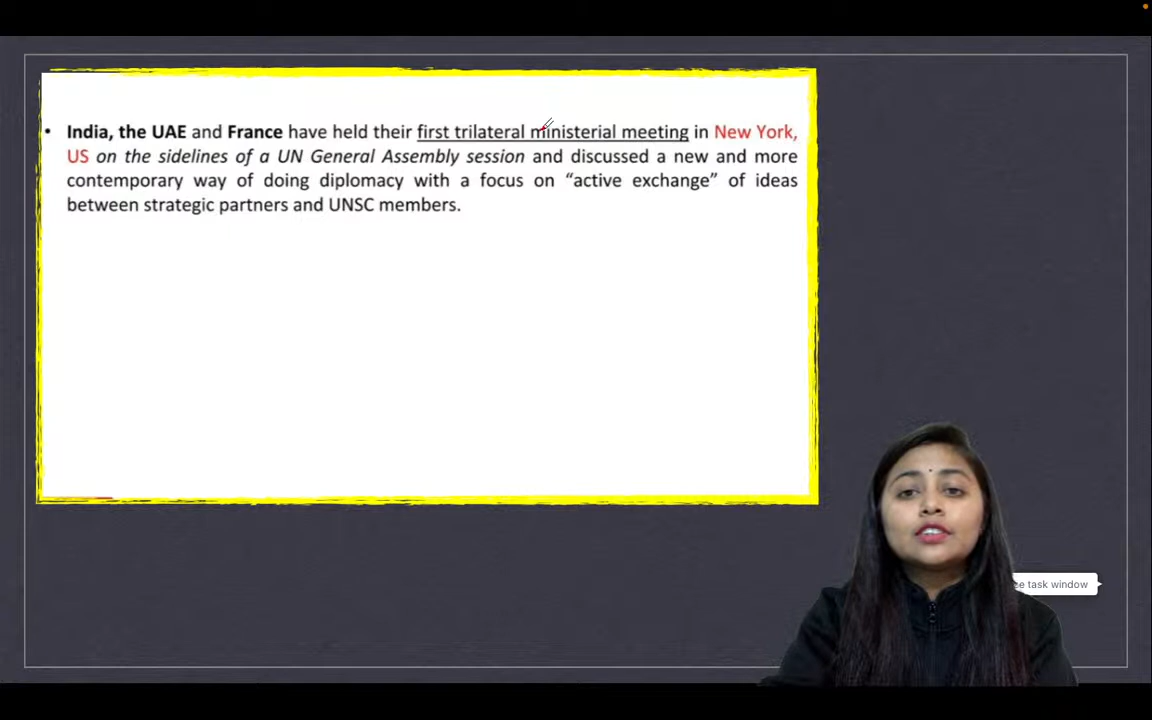 • India, the UAE and France have held their first trilateral ministerial meeting in New York,
US on the sidelines of a UN General Assembly session and discussed a new and more
contemporary way of doing diplomacy with a focus on “active exchange” of ideas
between strategic partners and UNSC members.
task window